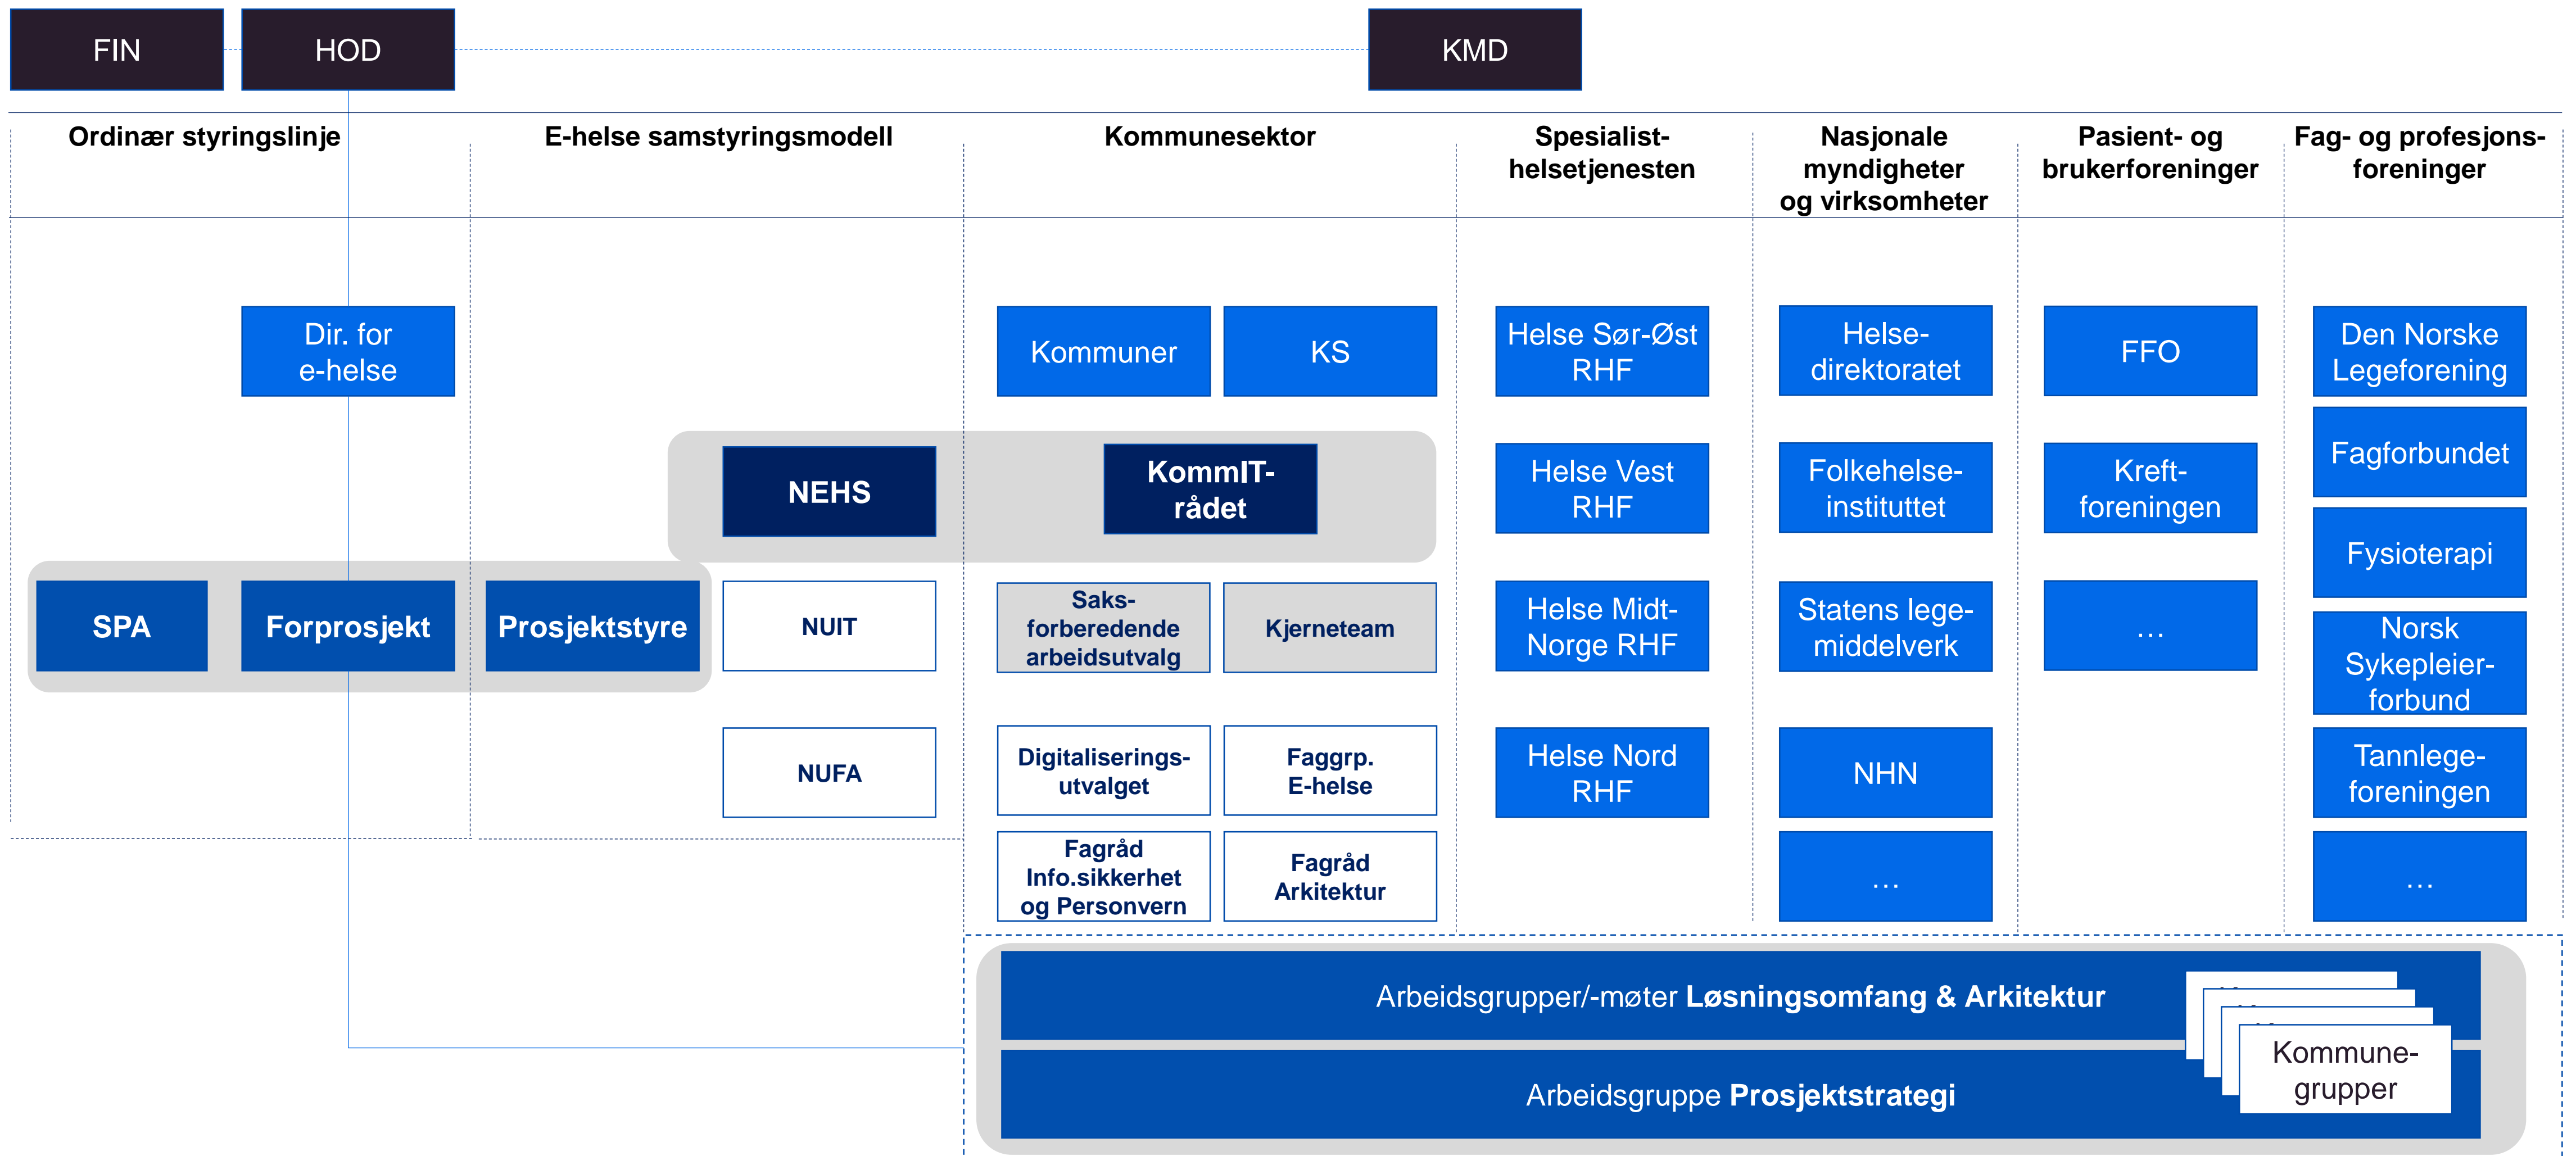 FIN
HOD
KMD
Ordinær styringslinje
E-helse samstyringsmodell
Kommunesektor
Spesialist-
helsetjenesten
Nasjonale
myndigheter
og virksomheter
Pasient- og
brukerforeninger
Fag- og profesjons-
foreninger
Dir. for
e-helse
Kommuner
KS
Helse Sør-Øst
RHF
Helse-
direktoratet
FFO
Den Norske
Legeforening
NEHS
KommIT-
rådet
Helse Vest
RHF
Folkehelse-
instituttet
Kreft-
foreningen
Fagforbundet
Fysioterapi
SPA
Forprosjekt
Prosjektstyre
NUIT
Saks-
forberedende
arbeidsutvalg
Kjerneteam
Helse Midt-
Norge RHF
Statens lege-
middelverk
...
Norsk
Sykepleier-
forbund
NUFA
Digitaliserings-
utvalget
Faggrp.
E-helse
Helse Nord
RHF
NHN
Tannlege-
foreningen
Fagråd
Info.sikkerhet
og Personvern
Fagråd
Arkitektur
...
...
Arbeidsgrupper/-møter Løsningsomfang & Arkitektur
Arbeidsgruppe Prosjektstrategi
Kommune-
grupper